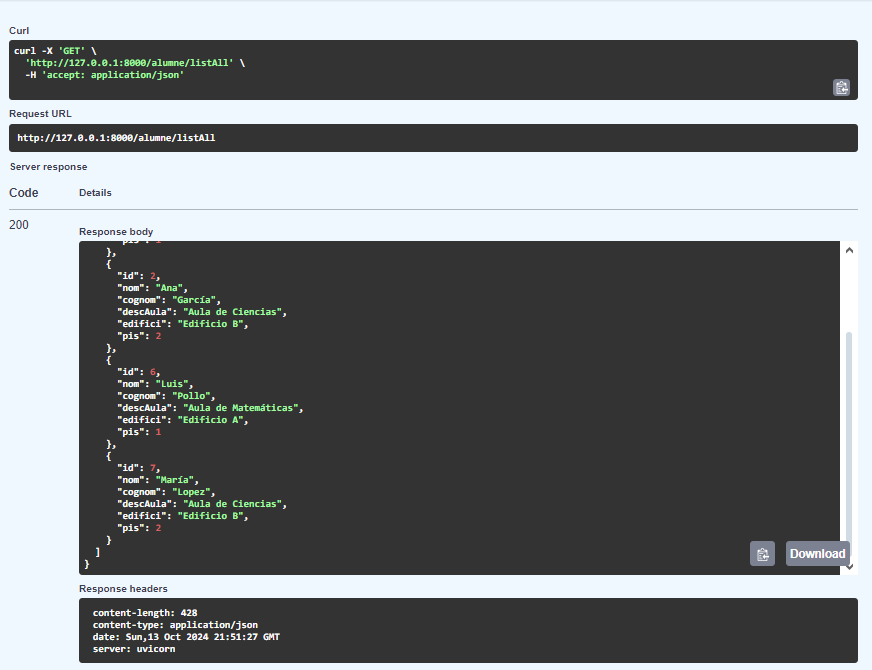 Curl
curl -X 'GET' \
  'http://127.0.0.1:8000/alumne/listAll' \
  -H 'accept: application/json'
Request URL
http://127.0.0.1:8000/alumne/listAll
Server response
Code Details
200
Response body
"pis": 1
},
{
"id": 2,
"nom": "Ana",
"cognom": "García",
"descAula": "Aula de Ciencias",
"edifici": "Edificio B",
"pis": 2
},
{
"id": 6,
"nom": "Luis",
"cognom": "Pollo",
"descAula": "Aula de Matemáticas",
"edifici": "Edificio A",
"pis": 1
},
{
"id": 7,
"nom": "María",
"cognom": "Lopez",
"descAula": "Aula de Ciencias",
"edifici": "Edificio B",
"pis": 2
}
]
}
Download
Response headers
content-length: 428
content-type: application/json
date: Sun,13 Oct 2024 21:51:27 GMT
server: uvicorn